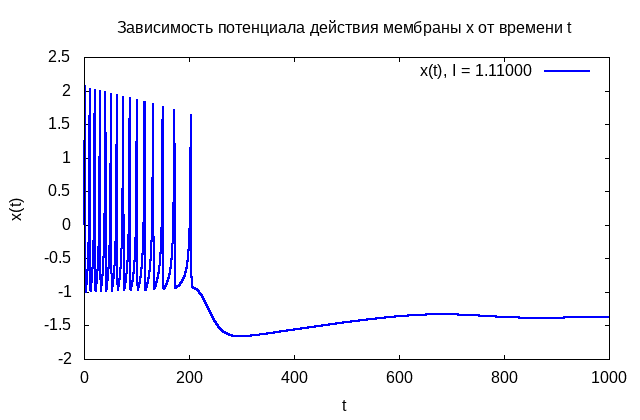 Зависимость потенциала действия мембраны x от времени t
x(t), I = 1.11000
2.5
2
1.5
1
0.5
0
-0.5
-1
-1.5
-2
x(t)
0 200 400 600 800 1000
t